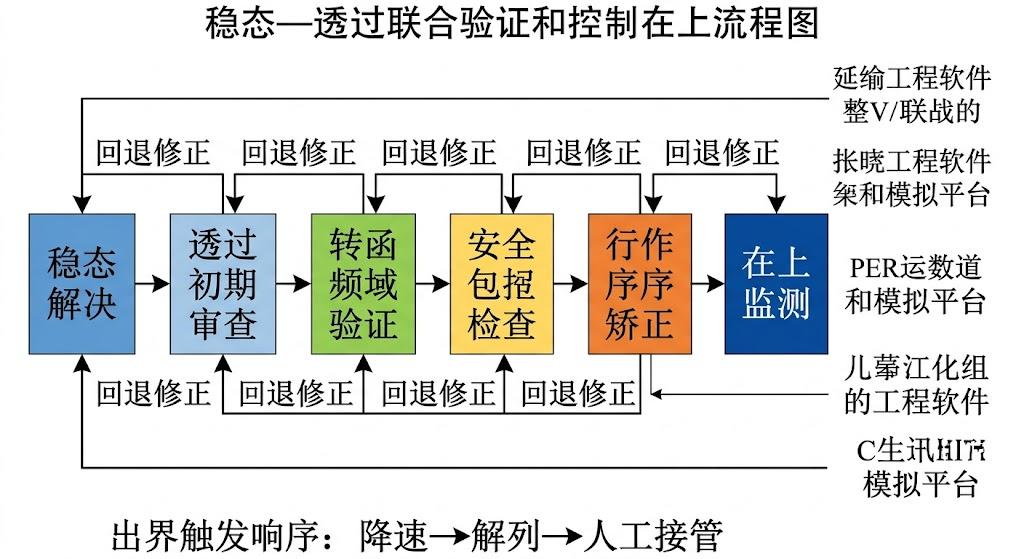 稳态—透过联合验证和控制在上流程图
延缩工程软件
整V/联战的
回退修正
回退修正
回退修正
回退修正
回退修正
张晓工程软件
架和模拟平台
稳态
解决
透过
初期
审查
转函
频域
验证
安全
检查
行作
序序
矫正
在上
监测
PER运数道
和模拟平台
回退修正
回退修正
回退修正
回退修正
江化组
的工程软件
C生讯
模拟平台
出界触发响序：降速→解列→人工接管